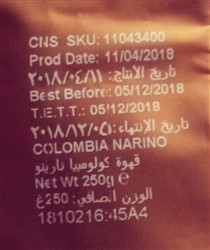 CNS SKU: 11043400
Prod Date: 11/04/2018
تاريخ الإنتاج: ٢٠١٨/٠٤/١١
Best Before: 05/12/2018
T.E.T.T.: 05/12/2018
تاريخ الإنتهاء: ٢٠١٨/١٢/٠٥
COLOMBIA NARINO
قهوة كولومبيا نارينو
Net Wt 250g e
الوزن الصافي: 250غ
1810216:45A4